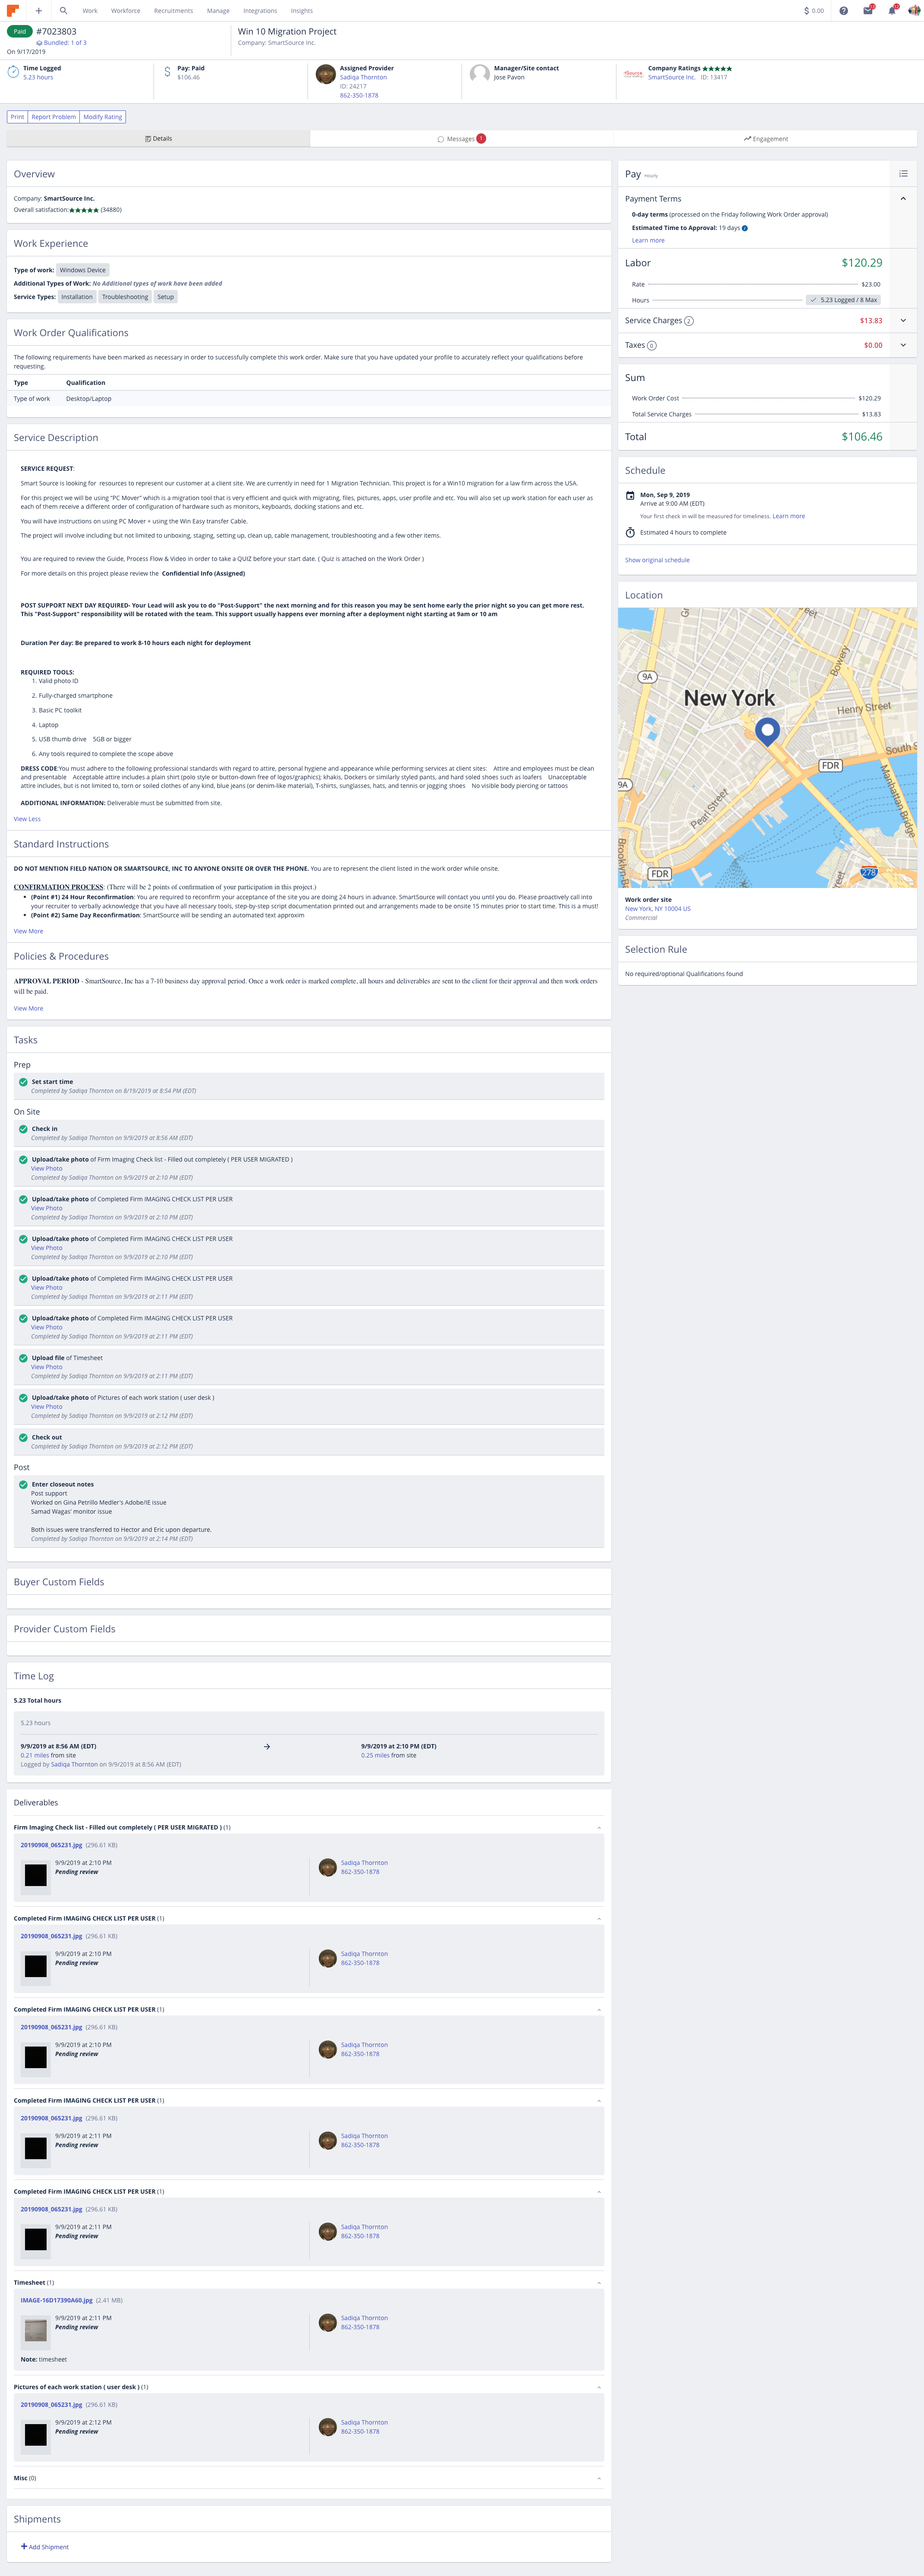 Work
Workforce
Recruitments
Manage
Integrations
Insights
$ 0.00
Paid
#7023803
Bundled: 1 of 3
On 9/17/2019
Win 10 Migration Project
Company: SmartSource Inc.
Time Logged
5.23 hours
Pay: Paid
$106.46
Assigned Provider
Sadiqa Thornton
ID: 24217
862-350-1878
Manager/Site contact
Jose Pavon
Company Ratings
SmartSource Inc. ID: 13417
Print
Report Problem
Modify Rating
Details
Messages 1
Engagement
Overview
Company: SmartSource Inc.
Overall satisfaction: (34880)
Work Experience
Type of work: Windows Device
Additional Types of Work: No Additional types of work have been added
Service Types: Installation Troubleshooting Setup
Work Order Qualifications
The following requirements have been marked as necessary in order to successfully complete this work order. Make sure that you have updated your profile to accurately reflect your qualifications before
requesting.
Type Qualification
Type of work Desktop/Laptop
Service Description
SERVICE REQUEST:
Smart Source is looking for resources to represent our customer at a client site. We are currently in need for 1 Migration Technician. This project is for a Win10 migration for a law firm across the USA.
For this project we will be using "PC Mover" which is a migration tool that is very efficient and quick with migrating, files, pictures, apps, user profile and etc. You will also set up work station for each user as
each of them receive a different order of configuration of hardware such as monitors, keyboards, docking stations and etc.
You will have instructions on using PC Mover + using the Win Easy transfer Cable.
The project will involve including but not limited to unboxing, staging, setting up, clean up, cable management, troubleshooting and a few other items.
You are required to review the Guide, Process Flow & Video in order to take a QUIZ before your start date. ( Quiz is attached on the Work Order )
For more details on this project please review the Confidential Info (Assigned)
POST SUPPORT NEXT DAY REQUIRED- Your Lead will ask you to do "Post-Support" the next morning and for this reason you may be sent home early the prior night so you can get more rest.
This "Post-Support" responsibility will be rotated with the team. This support usually happens ever morning after a deployment night starting at 9am or 10 am
Duration Per day: Be prepared to work 8-10 hours each night for deployment
REQUIRED TOOLS:
1. Valid photo ID
2. Fully-charged smartphone
3. Basic PC toolkit
4. Laptop
5. USB thumb drive 5GB or bigger
6. Any tools required to complete the scope above
DRESS CODE:You must adhere to the following professional standards with regard to attire, personal hygiene and appearance while performing services at client sites: Attire and employees must be clean
and presentable Acceptable attire includes a plain shirt (polo style or button-down free of logos/graphics); khakis, Dockers or similarly styled pants, and hard soled shoes such as loafers Unacceptable
attire includes, but is not limited to, torn or soiled clothes of any kind, blue jeans (or denim-like material), T-shirts, sunglasses, hats, and tennis or jogging shoes No visible body piercing or tattoos
ADDITIONAL INFORMATION: Deliverable must be submitted from site.
View Less
Standard Instructions
DO NOT MENTION FIELD NATION OR SMARTSOURCE, INC TO ANYONE ONSITE OR OVER THE PHONE. You are to represent the client listed in the work order while onsite.
CONFIRMATION PROCESS: (There will be 2 points of confirmation of your participation in this project.)
• (Point #1) 24 Hour Reconfirmation: You are required to reconfirm your acceptance of the site you are doing 24 hours in advance. SmartSource will contact you until you do. Please proactively call into
your recruiter to verbally acknowledge that you have all necessary tools, step-by-step script documentation printed out and arrangements made to be onsite 15 minutes prior to start time. This is a must!
• (Point #2) Same Day Reconfirmation: SmartSource will be sending an automated text approxim
View More
Policies & Procedures
APPROVAL PERIOD - SmartSource, Inc has a 7-10 business day approval period. Once a work order is marked complete, all hours and deliverables are sent to the client for their approval and then work orders
will be paid.
View More
Tasks
Prep
Set start time
Completed by Sadiqa Thornton on 8/19/2019 at 8:54 PM (EDT)
On Site
Check in
Completed by Sadiqa Thornton on 9/9/2019 at 8:56 AM (EDT)
Upload/take photo of Firm Imaging Check list - Filled out completely ( PER USER MIGRATED )
View Photo
Completed by Sadiqa Thornton on 9/9/2019 at 2:10 PM (EDT)
Upload/take photo of Completed Firm IMAGING CHECK LIST PER USER
View Photo
Completed by Sadiqa Thornton on 9/9/2019 at 2:10 PM (EDT)
Upload/take photo of Completed Firm IMAGING CHECK LIST PER USER
View Photo
Completed by Sadiqa Thornton on 9/9/2019 at 2:10 PM (EDT)
Upload/take photo of Completed Firm IMAGING CHECK LIST PER USER
View Photo
Completed by Sadiqa Thornton on 9/9/2019 at 2:11 PM (EDT)
Upload/take photo of Completed Firm IMAGING CHECK LIST PER USER
View Photo
Completed by Sadiqa Thornton on 9/9/2019 at 2:11 PM (EDT)
Upload file of Timesheet
View Photo
Completed by Sadiqa Thornton on 9/9/2019 at 2:11 PM (EDT)
Upload/take photo of Pictures of each work station ( user desk )
View Photo
Completed by Sadiqa Thornton on 9/9/2019 at 2:12 PM (EDT)
Check out
Completed by Sadiqa Thornton on 9/9/2019 at 2:12 PM (EDT)
Post
Enter closeout notes
Post support
Worked on Gina Petrillo Medler's Adobe/IE issue
Samad Wagas' monitor issue
Both issues were transferred to Hector and Eric upon departure.
Completed by Sadiqa Thornton on 9/9/2019 at 2:14 PM (EDT)
Buyer Custom Fields
Provider Custom Fields
Time Log
5.23 Total hours
5.23 hours
9/9/2019 at 8:56 AM (EDT) → 9/9/2019 at 2:10 PM (EDT)
0.21 miles from site 0.25 miles from site
Logged by Sadiqa Thornton on 9/9/2019 at 8:56 AM (EDT)
Deliverables
Firm Imaging Check list - Filled out completely ( PER USER MIGRATED ) (1)
20190908_065231.jpg (296.61 KB)
9/9/2019 at 2:10 PM Sadiqa Thornton
Pending review 862-350-1878
Completed Firm IMAGING CHECK LIST PER USER (1)
20190908_065231.jpg (296.61 KB)
9/9/2019 at 2:10 PM Sadiqa Thornton
Pending review 862-350-1878
Completed Firm IMAGING CHECK LIST PER USER (1)
20190908_065231.jpg (296.61 KB)
9/9/2019 at 2:10 PM Sadiqa Thornton
Pending review 862-350-1878
Completed Firm IMAGING CHECK LIST PER USER (1)
20190908_065231.jpg (296.61 KB)
9/9/2019 at 2:11 PM Sadiqa Thornton
Pending review 862-350-1878
Completed Firm IMAGING CHECK LIST PER USER (1)
20190908_065231.jpg (296.61 KB)
9/9/2019 at 2:11 PM Sadiqa Thornton
Pending review 862-350-1878
Timesheet (1)
IMAGE-16D17390A60.jpg (2.41 MB)
9/9/2019 at 2:11 PM Sadiqa Thornton
Pending review 862-350-1878
Note: timesheet
Pictures of each work station ( user desk ) (1)
20190908_065231.jpg (296.61 KB)
9/9/2019 at 2:12 PM Sadiqa Thornton
Pending review 862-350-1878
Misc (0)
Shipments
+ Add Shipment
Pay Hourly
Payment Terms
0-day terms (processed on the Friday following Work Order approval)
Estimated Time to Approval: 19 days
Learn more
Labor $120.29
Rate $23.00
Hours 5.23 Logged / 8 Max
Service Charges 2 $13.83
Taxes 0 $0.00
Sum
Work Order Cost $120.29
Total Service Charges $13.83
Total $106.46
Schedule
Mon, Sep 9, 2019
Arrive at 9:00 AM (EDT)
Your first check in will be measured for timeliness. Learn more
Estimated 4 hours to complete
Show original schedule
Location
9A
New York
Bowery
Henry Street
South S
FDR
9A
Pearl Street
Manhattan Bridge
Brooklyn B
FDR
278
Work order site
New York, NY 10004 US
Commercial
Selection Rule
No required/optional Qualifications found